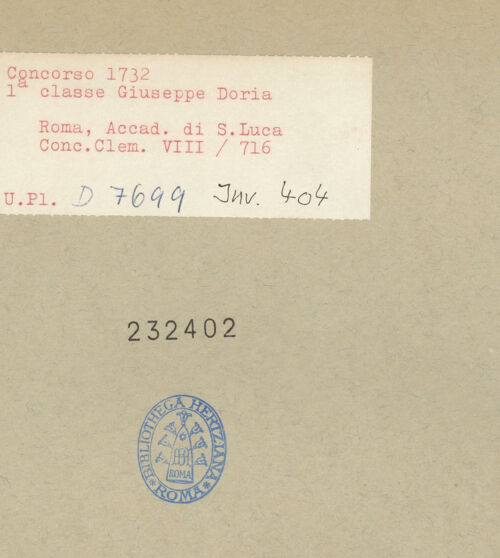 Concorso 1732
1a classe Giuseppe Doria
Roma, Accad. di S.Luca
Conc.Clem. VIII / 716
U.Pl. D 7699 Inv. 404
232402
BIBLIOTHECA HERTZIANA
ROMA
ROMA